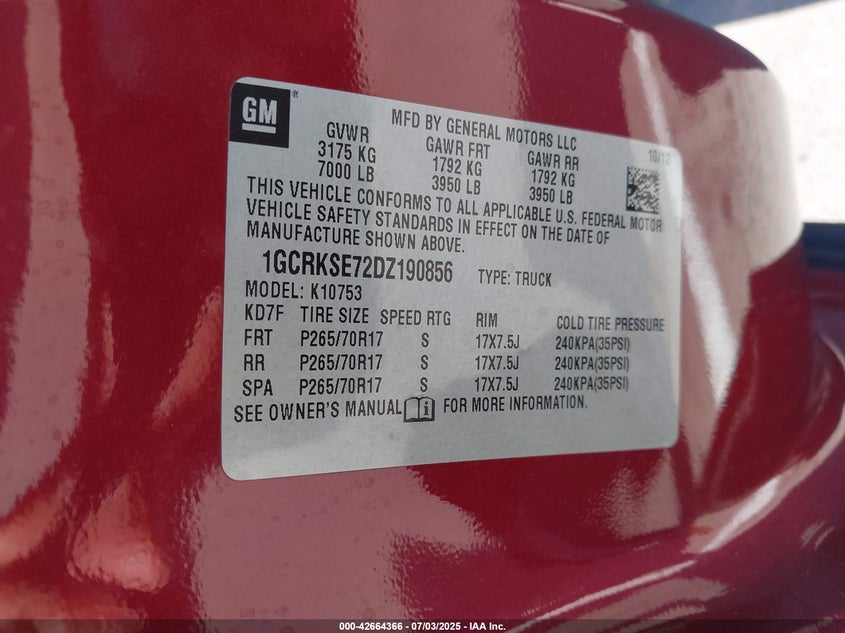 GM
MFD BY GENERAL MOTORS LLC
10/12
GVWR GAWR FRT GAWR RR
3175 KG 1792 KG 1792 KG
7000 LB 3950 LB 3950 LB
THIS VEHICLE CONFORMS TO ALL APPLICABLE U.S. FEDERAL MOTOR
VEHICLE SAFETY STANDARDS IN EFFECT ON THE DATE OF
MANUFACTURE SHOWN ABOVE.
1GCRKSE72DZ190856 TYPE: TRUCK
MODEL: K10753
KD7F TIRE SIZE SPEED RTG RIM COLD TIRE PRESSURE
FRT P265/70R17 S 17X7.5J 240KPA(35PSI)
RR P265/70R17 S 17X7.5J 240KPA(35PSI)
SPA P265/70R17 S 17X7.5J 240KPA(35PSI)
SEE OWNER'S MANUAL FOR MORE INFORMATION.
000-42664366 - 07/03/2025 - IAA Inc.